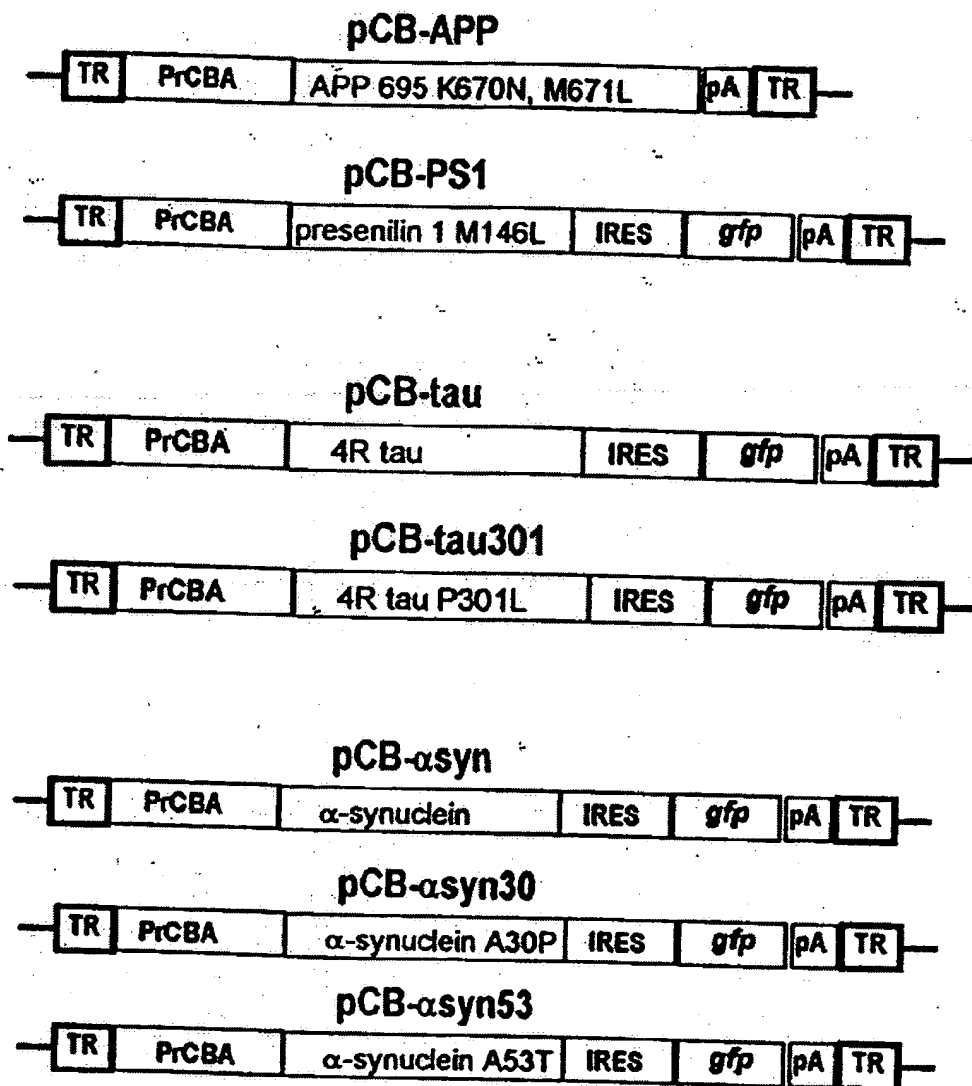 pCB-APP
TR PrCBA APP 695 K670N, M671L pA TR
pCB-PS1
TR PrCBA presenilin 1 M146L IRES gfp pA TR
pCB-tau
TR PrCBA 4R tau IRES gfp pA TR
pCB-tau301
TR PrCBA 4R tau P301L IRES gfp pA TR
pCB-αsyn
TR PrCBA α-synuclein IRES gfp pA TR
pCB-αsyn30
TR PrCBA α-synuclein A30P IRES gfp pA TR
pCB-αsyn53
TR PrCBA α-synuclein A53T IRES gfp pA TR